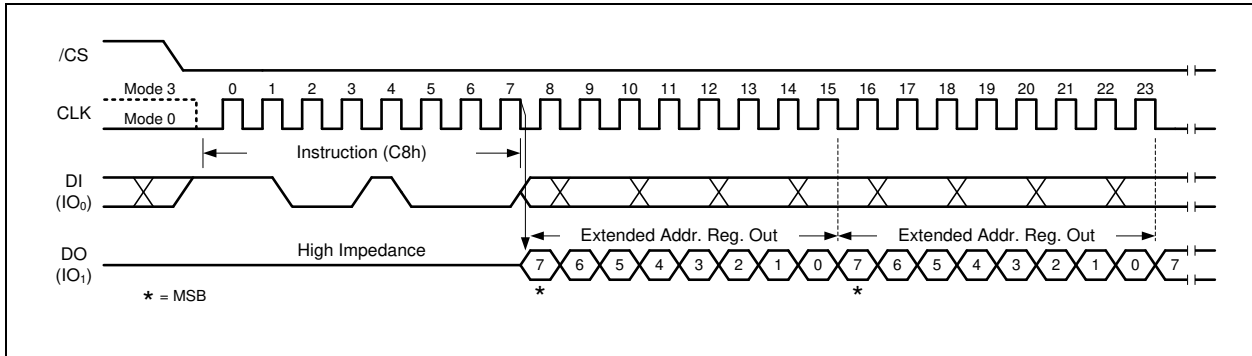 /CS
Mode 3
0 1 2 3 4 5 6 7 8 9 10 11 12 13 14 15 16 17 18 19 20 21 22 23
CLK
Mode 0
Instruction (C8h)
DI
(IO0)
High Impedance
Extended Addr. Reg. Out
Extended Addr. Reg. Out
DO
(IO1)
7 6 5 4 3 2 1 0 7 6 5 4 3 2 1 0 7
* *
* = MSB